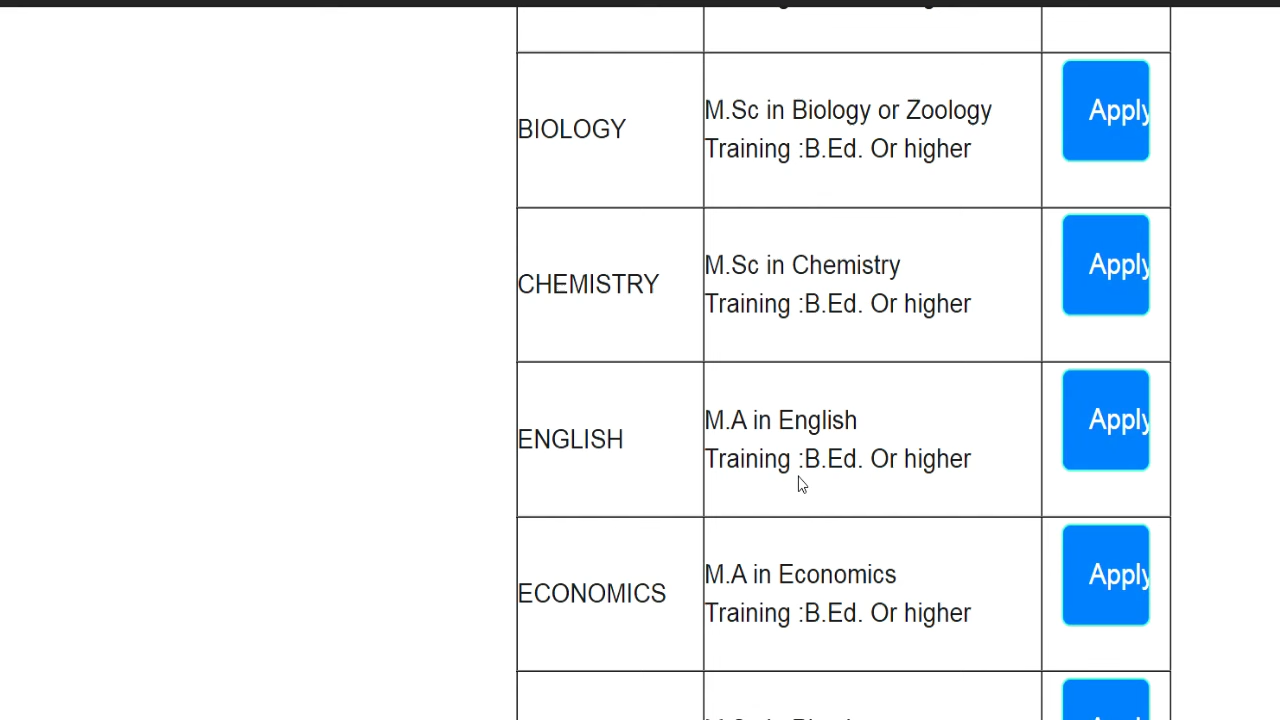 BIOLOGY
M.Sc in Biology or Zoology
Training :B.Ed. Or higher
Apply
CHEMISTRY
M.Sc in Chemistry
Training :B.Ed. Or higher
Apply
ENGLISH
M.A in English
Training :B.Ed. Or higher
Apply
ECONOMICS
M.A in Economics
Training :B.Ed. Or higher
Apply